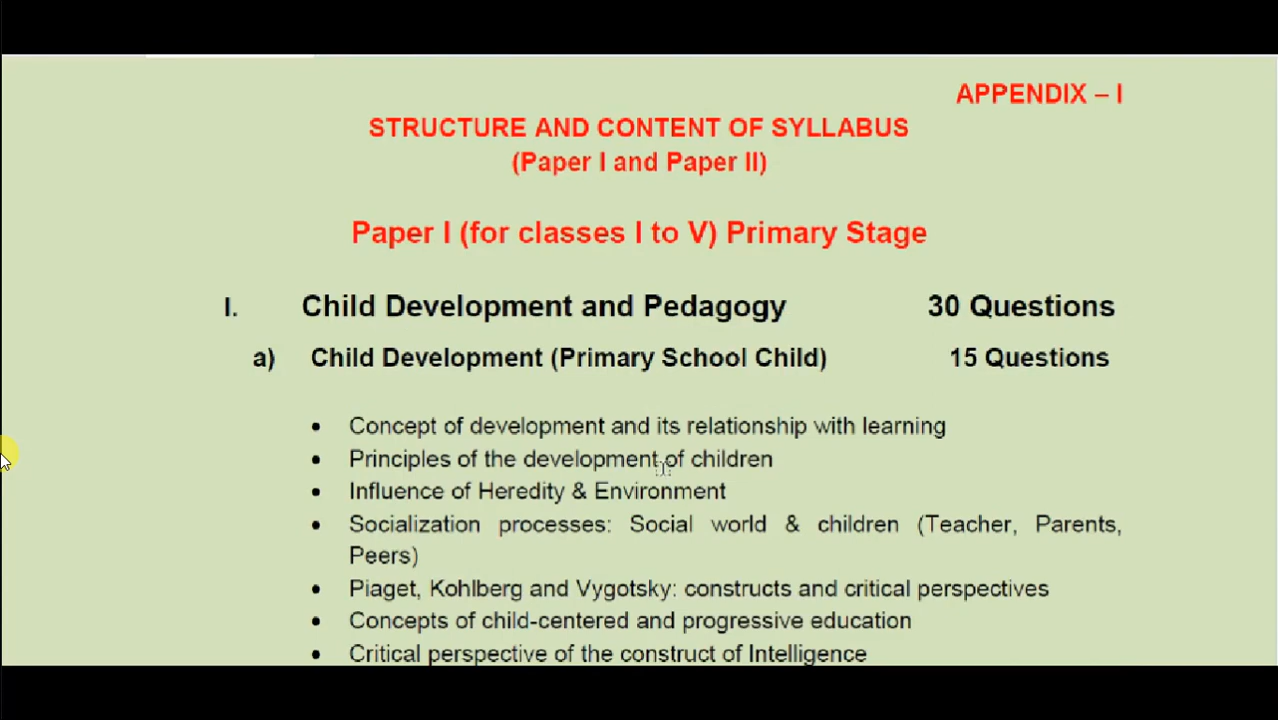 APPENDIX – I
STRUCTURE AND CONTENT OF SYLLABUS
(Paper I and Paper II)
Paper I (for classes I to V) Primary Stage
I. Child Development and Pedagogy 30 Questions
a) Child Development (Primary School Child) 15 Questions
• Concept of development and its relationship with learning
• Principles of the development of children
• Influence of Heredity & Environment
• Socialization processes: Social world & children (Teacher, Parents,
Peers)
• Piaget, Kohlberg and Vygotsky: constructs and critical perspectives
• Concepts of child-centered and progressive education
• Critical perspective of the construct of Intelligence